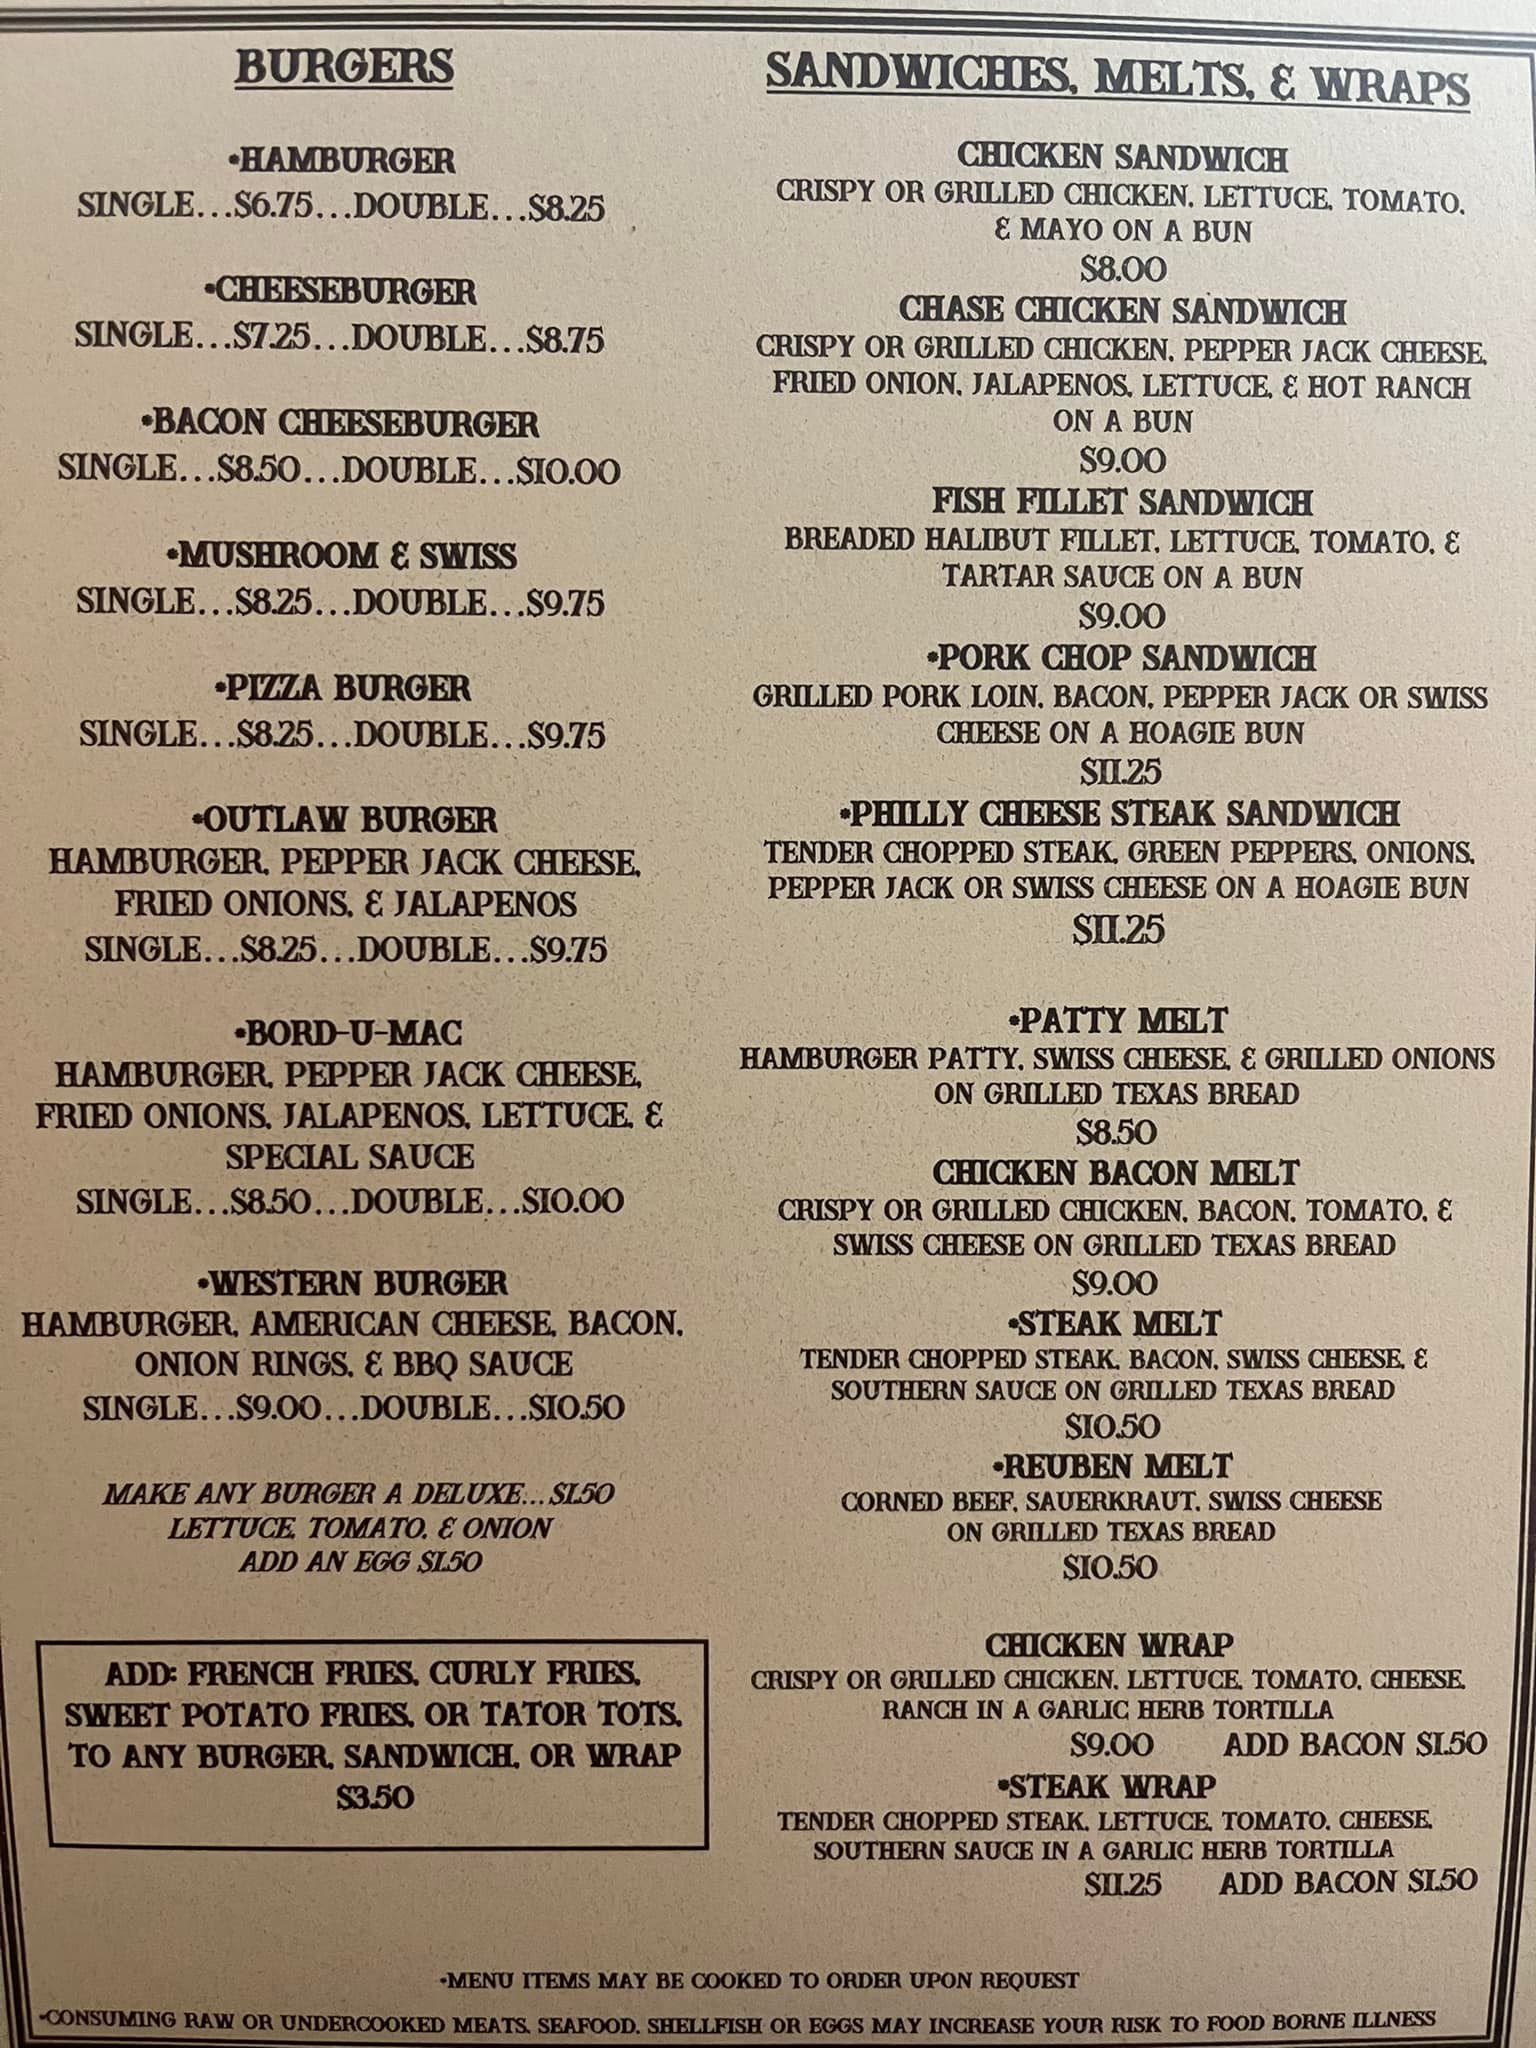 BURGERS
•HAMBURGER
SINGLE...$6.75...DOUBLE...$8.25
•CHEESEBURGER
SINGLE...$7.25...DOUBLE...$8.75
•BACON CHEESEBURGER
SINGLE...$8.50...DOUBLE...$10.00
•MUSHROOM & SWISS
SINGLE...$8.25...DOUBLE...$9.75
•PIZZA BURGER
SINGLE...$8.25...DOUBLE...$9.75
•OUTLAW BURGER
HAMBURGER, PEPPER JACK CHEESE,
FRIED ONIONS, & JALAPENOS
SINGLE...$8.25...DOUBLE...$9.75
•BORD-U-MAC
HAMBURGER, PEPPER JACK CHEESE,
FRIED ONIONS, JALAPENOS, LETTUCE, &
SPECIAL SAUCE
SINGLE...$8.50...DOUBLE...$10.00
•WESTERN BURGER
HAMBURGER, AMERICAN CHEESE, BACON,
ONION RINGS, & BBQ SAUCE
SINGLE...$9.00...DOUBLE...$10.50
MAKE ANY BURGER A DELUXE...$1.50
LETTUCE, TOMATO, & ONION
ADD AN EGG $1.50
ADD: FRENCH FRIES, CURLY FRIES,
SWEET POTATO FRIES, OR TATOR TOTS,
TO ANY BURGER, SANDWICH, OR WRAP
$3.50
SANDWICHES, MELTS, & WRAPS
CHICKEN SANDWICH
CRISPY OR GRILLED CHICKEN, LETTUCE, TOMATO,
& MAYO ON A BUN
$8.00
CHASE CHICKEN SANDWICH
CRISPY OR GRILLED CHICKEN, PEPPER JACK CHEESE,
FRIED ONION, JALAPENOS, LETTUCE, & HOT RANCH
ON A BUN
$9.00
FISH FILLET SANDWICH
BREADED HALIBUT FILLET, LETTUCE, TOMATO, &
TARTAR SAUCE ON A BUN
$9.00
•PORK CHOP SANDWICH
GRILLED PORK LOIN, BACON, PEPPER JACK OR SWISS
CHEESE ON A HOAGIE BUN
$11.25
•PHILLY CHEESE STEAK SANDWICH
TENDER CHOPPED STEAK, GREEN PEPPERS, ONIONS,
PEPPER JACK OR SWISS CHEESE ON A HOAGIE BUN
$11.25
•PATTY MELT
HAMBURGER PATTY, SWISS CHEESE, & GRILLED ONIONS
ON GRILLED TEXAS BREAD
$8.50
CHICKEN BACON MELT
CRISPY OR GRILLED CHICKEN, BACON, TOMATO, &
SWISS CHEESE ON GRILLED TEXAS BREAD
$9.00
•STEAK MELT
TENDER CHOPPED STEAK, BACON, SWISS CHEESE, &
SOUTHERN SAUCE ON GRILLED TEXAS BREAD
$10.50
•REUBEN MELT
CORNED BEEF, SAUERKRAUT, SWISS CHEESE
ON GRILLED TEXAS BREAD
$10.50
CHICKEN WRAP
CRISPY OR GRILLED CHICKEN, LETTUCE, TOMATO, CHEESE,
RANCH IN A GARLIC HERB TORTILLA
$9.00 ADD BACON $1.50
•STEAK WRAP
TENDER CHOPPED STEAK, LETTUCE, TOMATO, CHEESE,
SOUTHERN SAUCE IN A GARLIC HERB TORTILLA
$11.25 ADD BACON $1.50
•MENU ITEMS MAY BE COOKED TO ORDER UPON REQUEST
•CONSUMING RAW OR UNDERCOOKED MEATS, SEAFOOD, SHELLFISH OR EGGS MAY INCREASE YOUR RISK TO FOOD BORNE ILLNESS